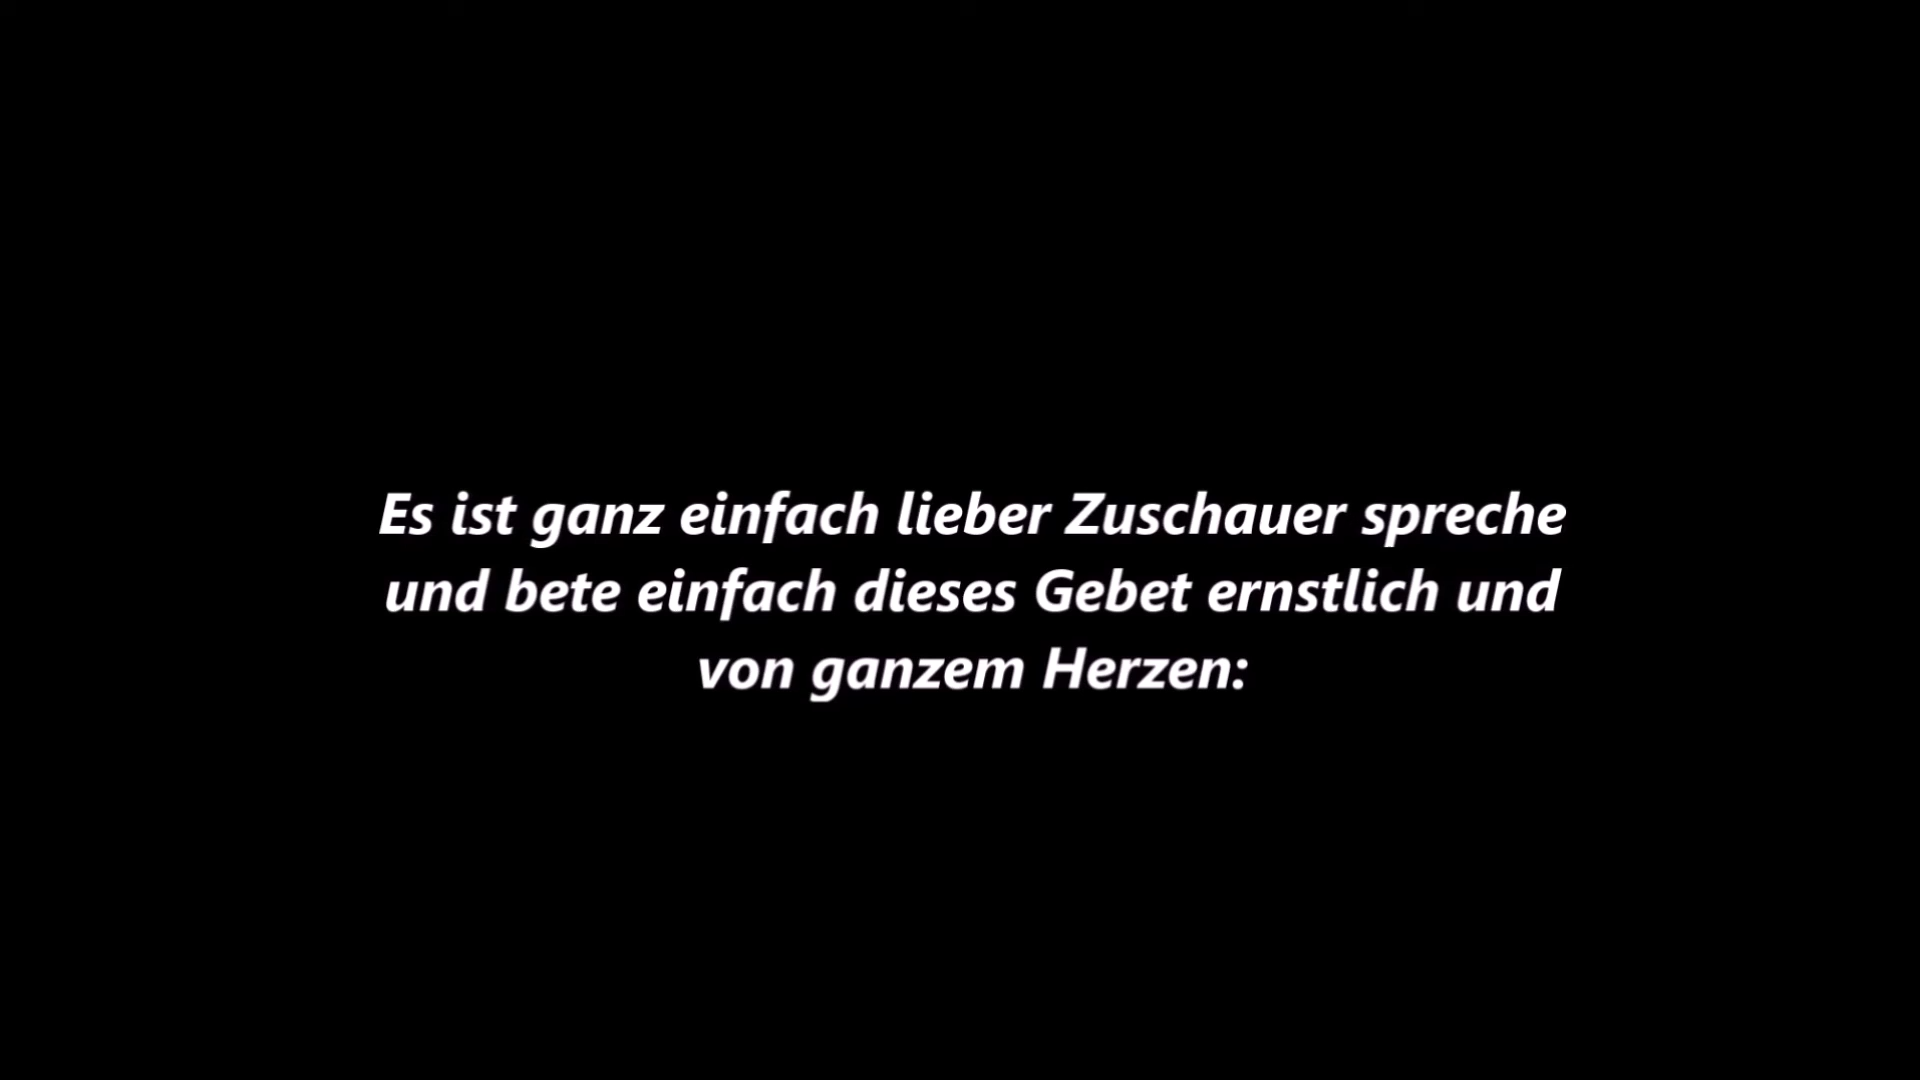 Es ist ganz einfach lieber Zuschauer spreche
und bete einfach dieses Gebet ernstlich und
von ganzem Herzen: